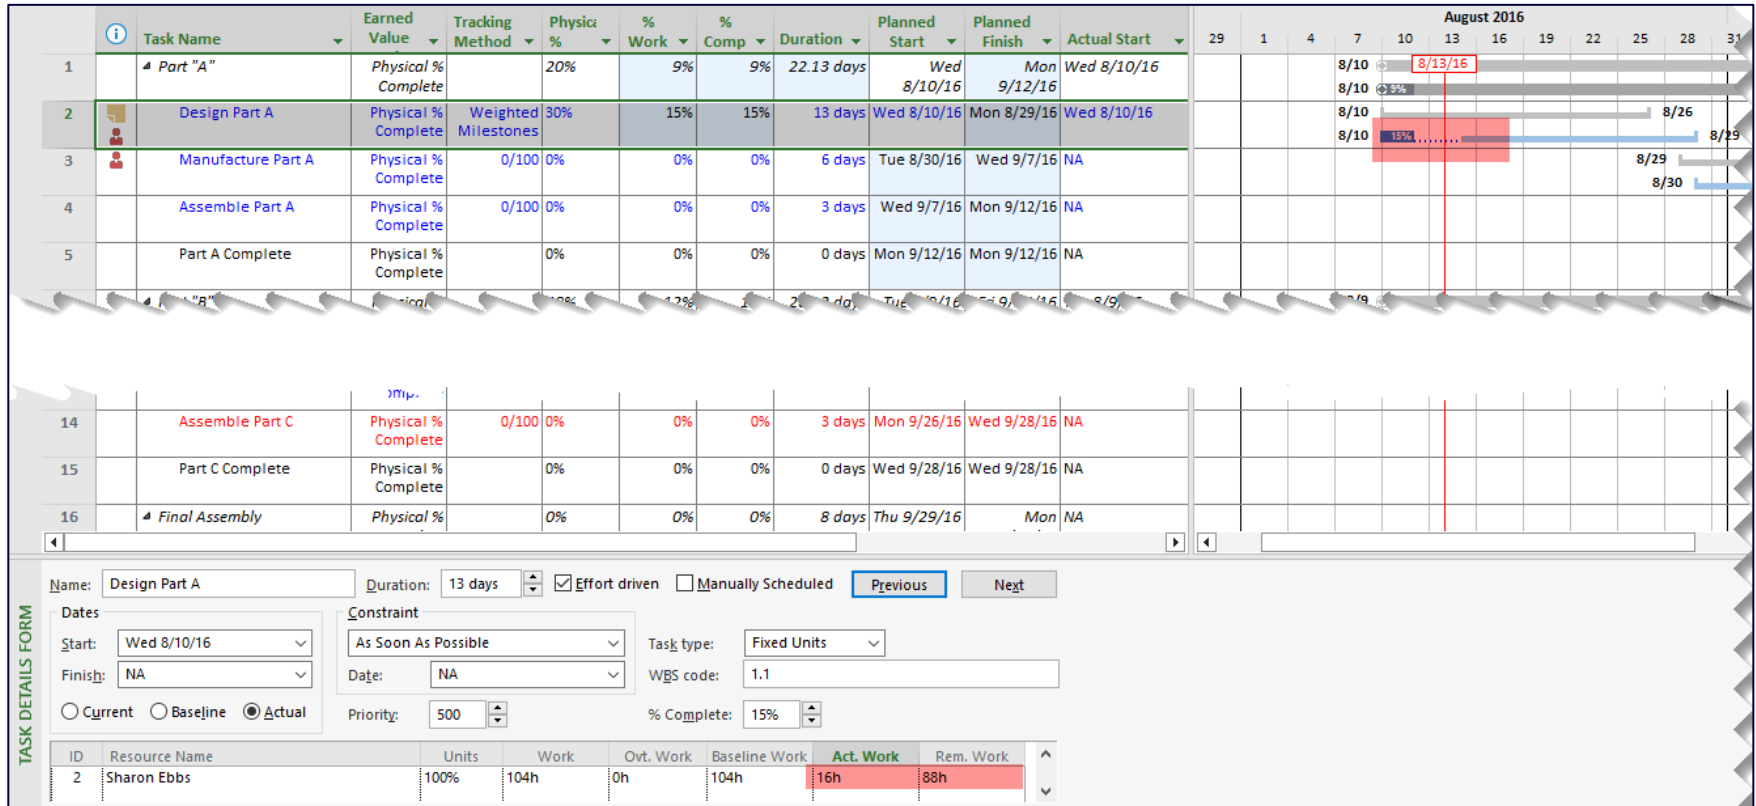 August 2016
Task Name
Earned Value
Tracking Method
Physica %
% Work
% Comp
Duration
Planned Start
Planned Finish
Actual Start
29 1 4 7 10 13 16 19 22 25 28 31
8/13/16
1 Part "A" Physical % Complete 20% 9% 9% 22.13 days Wed 8/10/16 Mon 9/12/16 Wed 8/10/16
8/10
8/10 9%
2 Design Part A Physical % Complete Weighted Milestones 30% 15% 15% 13 days Wed 8/10/16 Mon 8/29/16 Wed 8/10/16
8/10 8/26
8/10 15% 8/29
3 Manufacture Part A Physical % Complete 0/100 0% 0% 0% 6 days Tue 8/30/16 Wed 9/7/16 NA
8/29
8/30
4 Assemble Part A Physical % Complete 0/100 0% 0% 0% 3 days Wed 9/7/16 Mon 9/12/16 NA
5 Part A Complete Physical % Complete 0% 0% 0% 0 days Mon 9/12/16 Mon 9/12/16 NA
14 Assemble Part C Physical % Complete 0/100 0% 0% 0% 3 days Mon 9/26/16 Wed 9/28/16 NA
15 Part C Complete Physical % Complete 0% 0% 0% 0 days Wed 9/28/16 Wed 9/28/16 NA
16 Final Assembly Physical % 0% 0% 0% 8 days Thu 9/29/16 Mon NA
TASK DETAILS FORM
Name: Design Part A Duration: 13 days Effort driven Manually Scheduled Previous Next
Dates Constraint
Start: Wed 8/10/16 As Soon As Possible Task type: Fixed Units
Finish: NA Date: NA WBS code: 1.1
Current Baseline Actual Priority: 500 % Complete: 15%
ID Resource Name Units Work Ovt. Work Baseline Work Act. Work Rem. Work
2 Sharon Ebbs 100% 104h 0h 104h 16h 88h